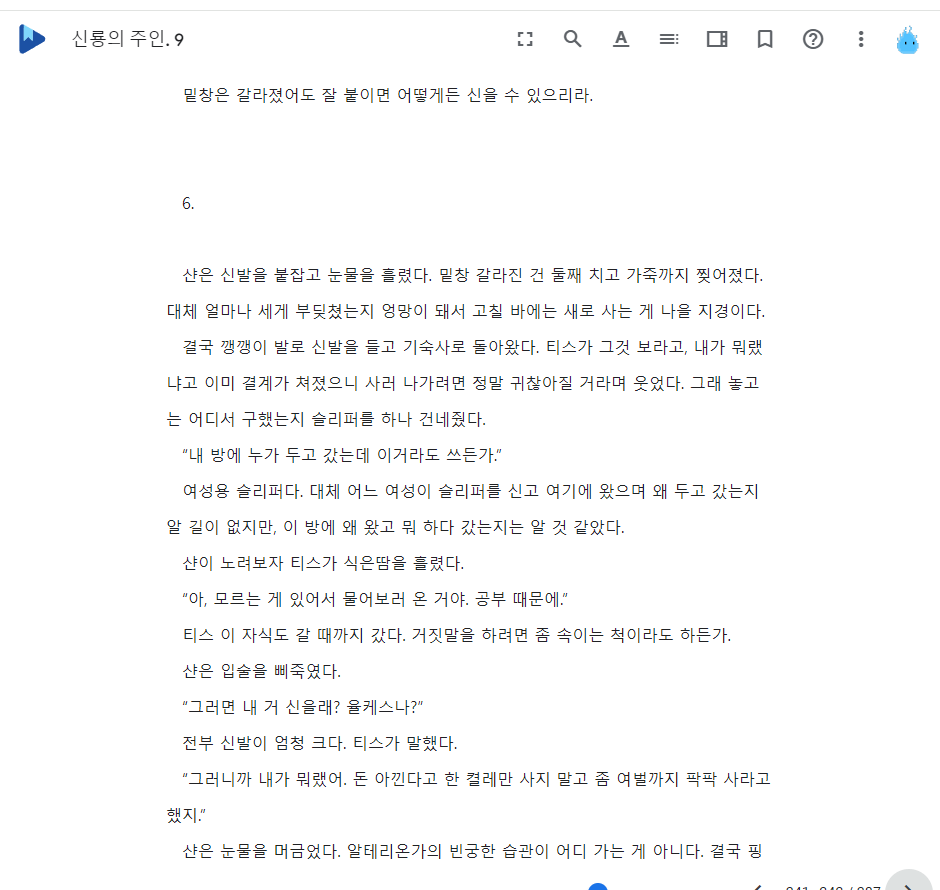 신룡의 주인. 9
밑창은 갈라졌어도 잘 붙이면 어떻게든 신을 수 있으리라.
6.
샨은 신발을 붙잡고 눈물을 흘렸다. 밑창 갈라진 건 둘째 치고 가죽까지 찢어졌다.
대체 얼마나 세게 부딪쳤는지 엉망이 돼서 고칠 바에는 새로 사는 게 나을 지경이다.
결국 깽깽이 발로 신발을 들고 기숙사로 돌아왔다. 티스가 그것 보라고, 내가 뭐랬
냐고 이미 결계가 쳐졌으니 사러 나가려면 정말 귀찮아질 거라며 웃었다. 그래 놓고
는 어디서 구했는지 슬리퍼를 하나 건네줬다.
“내 방에 누가 두고 갔는데 이거라도 쓰든가.”
여성용 슬리퍼다. 대체 어느 여성이 슬리퍼를 신고 여기에 왔으며 왜 두고 갔는지
알 길이 없지만, 이 방에 왜 왔고 뭐 하다 갔는지는 알 것 같았다.
샨이 노려보자 티스가 식은땀을 흘렸다.
“아, 모르는 게 있어서 물어보러 온 거야. 공부 때문에.”
티스 이 자식도 갈 때까지 갔다. 거짓말을 하려면 좀 속이는 척이라도 하든가.
샨은 입술을 삐죽였다.
“그러면 내 거 신을래? 율케스나?”
전부 신발이 엄청 크다. 티스가 말했다.
“그러니까 내가 뭐랬어. 돈 아낀다고 한 켤레만 사지 말고 좀 여벌까지 팍팍 사라고
했지.”
샨은 눈물을 머금었다. 알테리온가의 빈궁한 습관이 어디 가는 게 아니다. 결국 핑